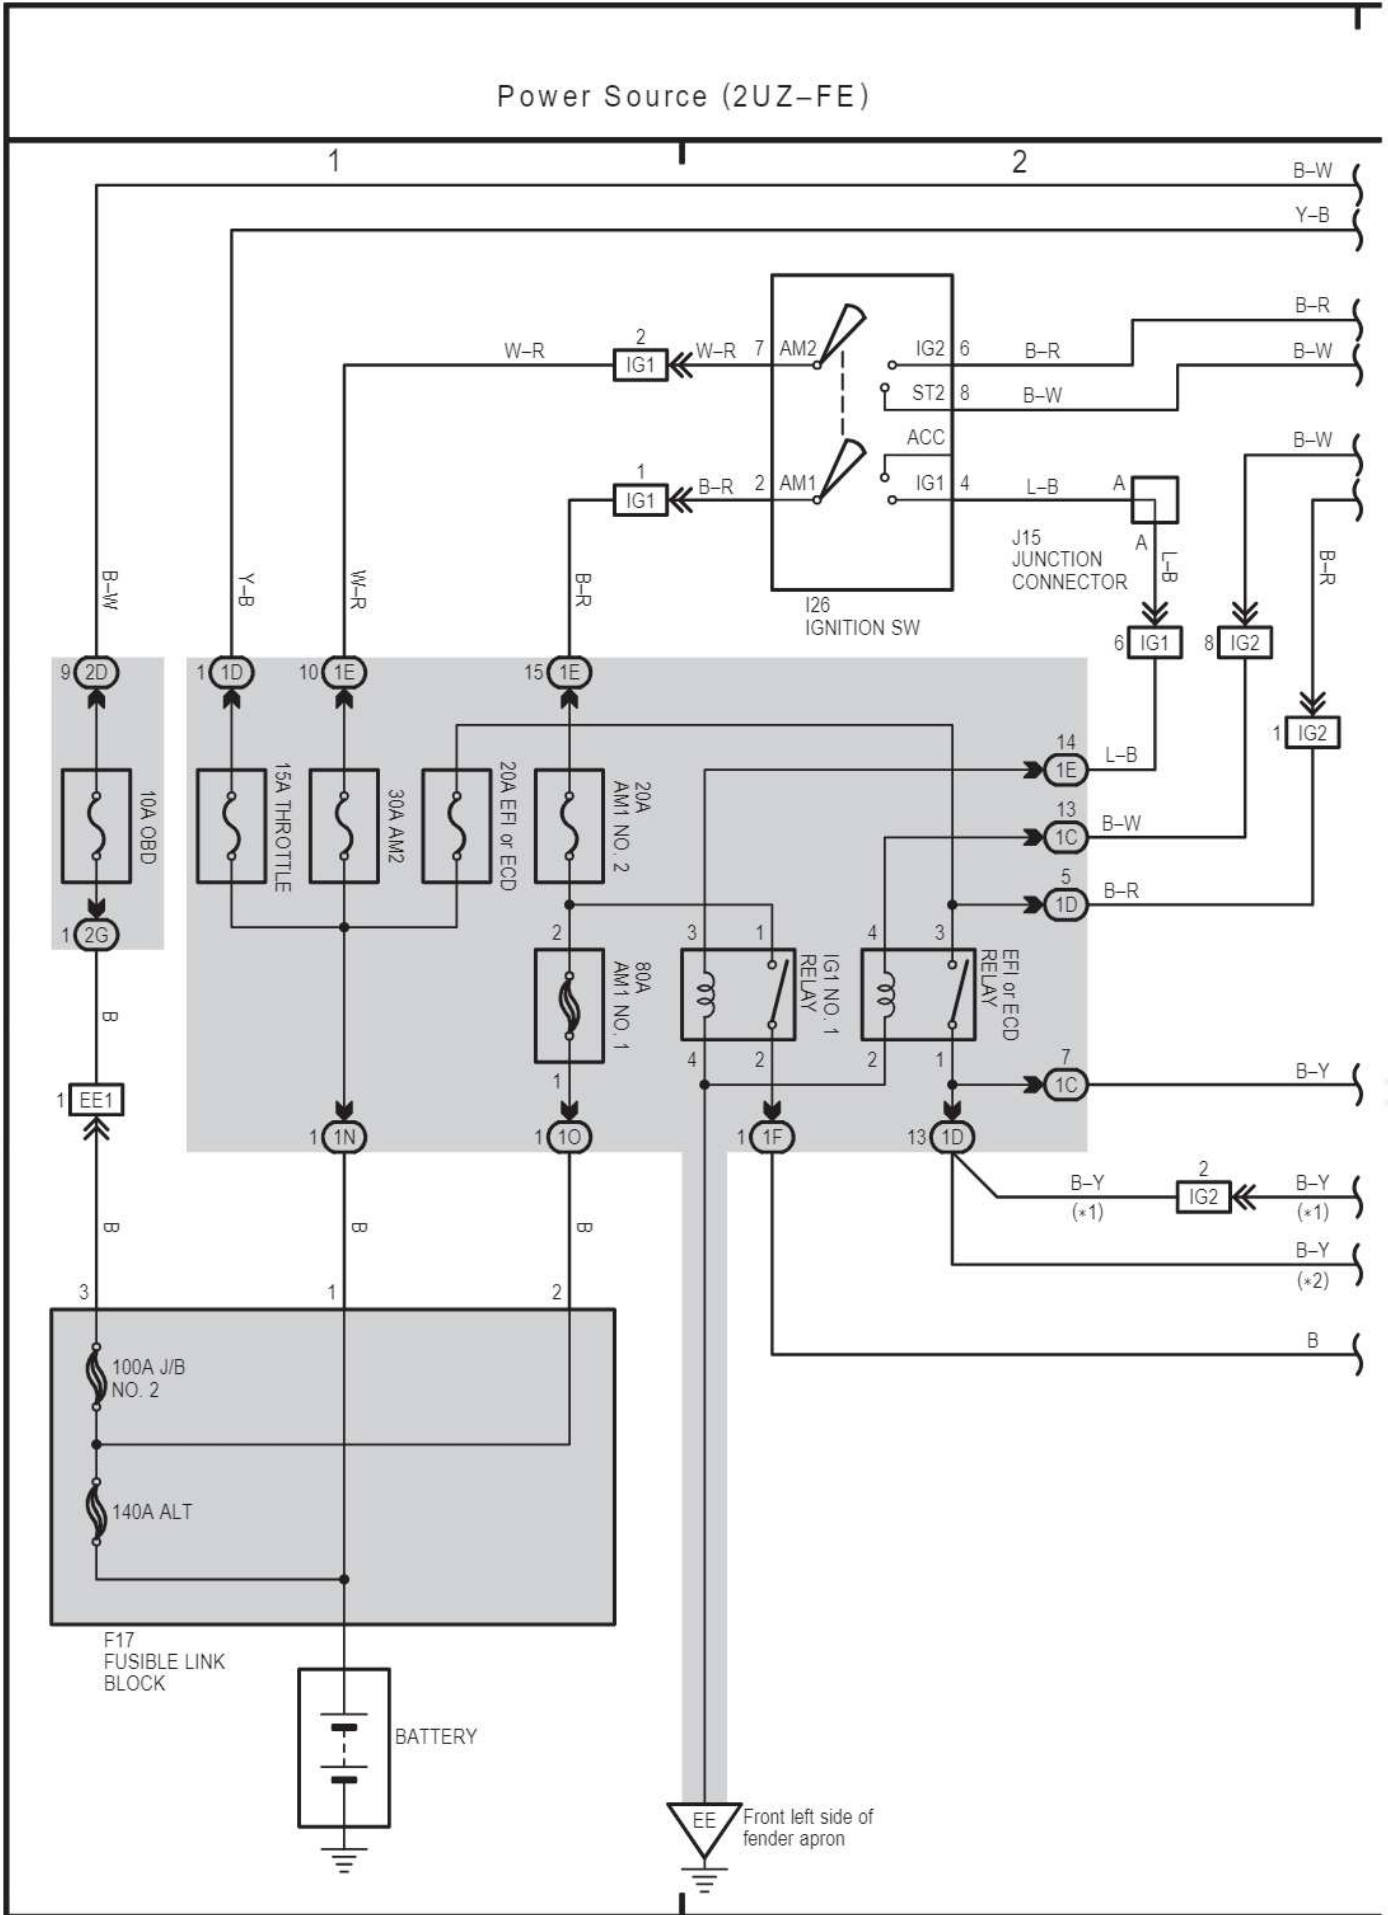 Power Source (2UZ–FE)
1
2
B–W
Y–B
B–R
2
W–R
IG1
W–R
7
AM2
IG2
6
B–R
B–W
ST2
8
B–W
ACC
B–W
1
IG1
B–R
2
AM1
IG1
4
L–B
A
J15
JUNCTION
CONNECTOR
A
L–B
B–R
B–W
Y–B
W–R
B–R
I26
IGNITION SW
6
IG1
8
IG2
9
2D
1
1D
10
1E
15
1E
1
IG2
14
1E
L–B
10A OBD
15A THROTTLE
30A AM2
20A EFI or ECD
20A
AM1 NO. 2
13
1C
B–W
5
1D
B–R
1
2G
2
3
1
4
3
80A
AM1 NO. 1
IG1 NO. 1
RELAY
EFI or ECD
RELAY
B
1
4
2
2
1
7
1C
B–Y
1
EE1
1
1N
1
1O
1
1F
13
1D
B–Y
(*1)
2
IG2
B–Y
(*1)
B
B
B
B–Y
(*2)
3
1
2
B
100A J/B
NO. 2
140A ALT
F17
FUSIBLE LINK
BLOCK
BATTERY
EE
Front left side of
fender apron